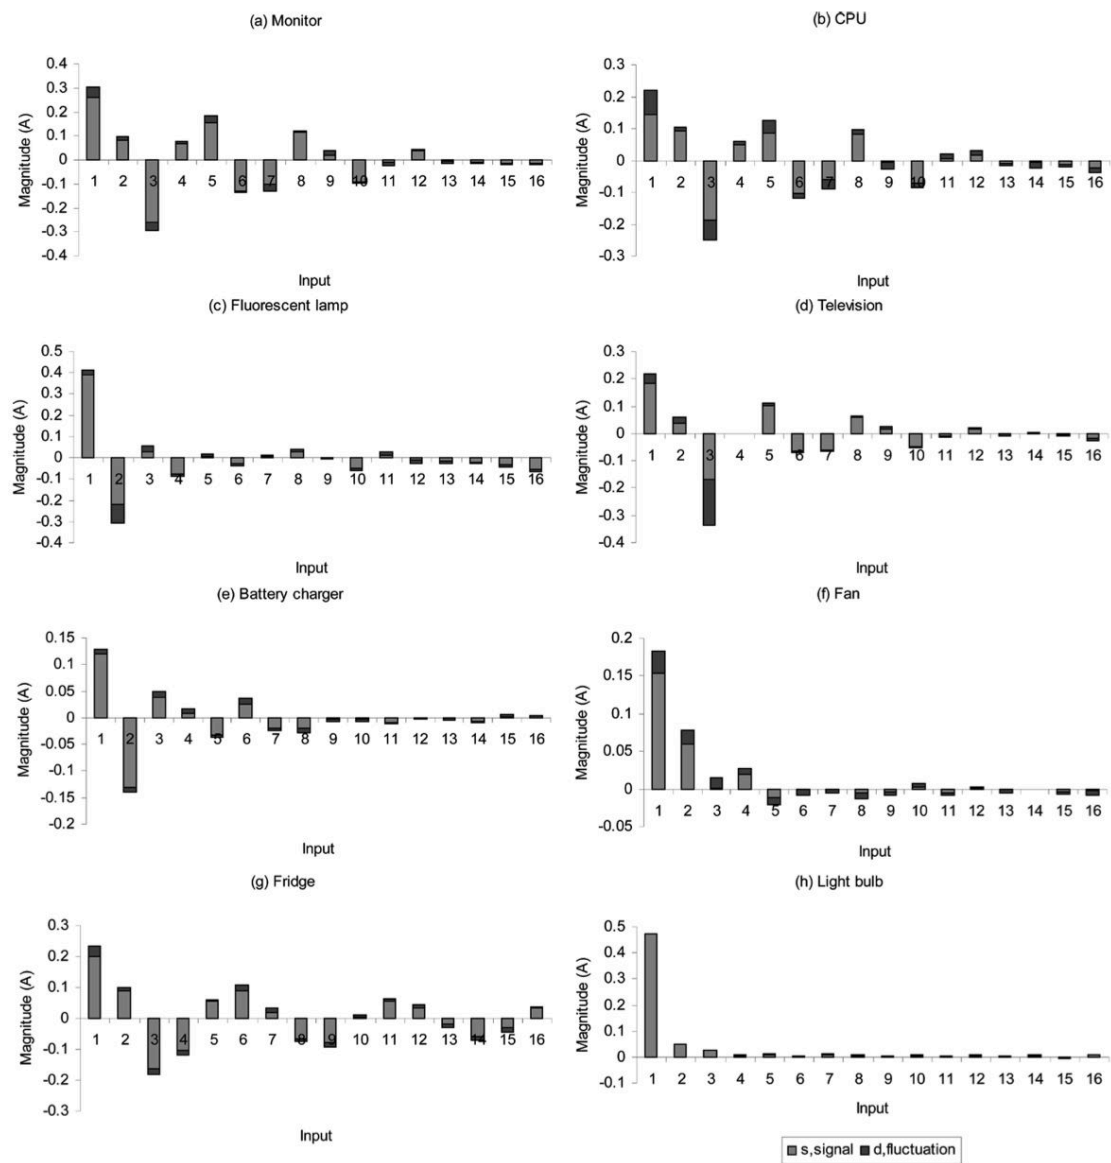 (a) Monitor
0.4
0.3
0.2
0.1
0
-0.1
-0.2
-0.3
-0.4
Magnitude (A)
1 2 3 4 5 6 7 8 9 10 11 12 13 14 15 16
Input
(b) CPU
0.3
0.2
0.1
0
-0.1
-0.2
-0.3
Magnitude (A)
1 2 3 4 5 6 7 8 9 10 11 12 13 14 15 16
Input
(c) Fluorescent lamp
0.5
0.4
0.3
0.2
0.1
0
-0.1
-0.2
-0.3
-0.4
Magnitude (A)
1 2 3 4 5 6 7 8 9 10 11 12 13 14 15 16
Input
(d) Television
0.3
0.2
0.1
0
-0.1
-0.2
-0.3
-0.4
Magnitude (A)
1 2 3 4 5 6 7 8 9 10 11 12 13 14 15 16
Input
(e) Battery charger
0.15
0.1
0.05
0
-0.05
-0.1
-0.15
-0.2
Magnitude (A)
1 2 3 4 5 6 7 8 9 10 11 12 13 14 15 16
Input
(f) Fan
0.2
0.15
0.1
0.05
0
-0.05
Magnitude (A)
1 2 3 4 5 6 7 8 9 10 11 12 13 14 15 16
Input
(g) Fridge
0.3
0.2
0.1
0
-0.1
-0.2
-0.3
Magnitude (A)
1 2 3 4 5 6 7 8 9 10 11 12 13 14 15 16
Input
(h) Light bulb
0.5
0.4
0.3
0.2
0.1
0
-0.1
Magnitude (A)
1 2 3 4 5 6 7 8 9 10 11 12 13 14 15 16
Input
s,signal d,fluctuation